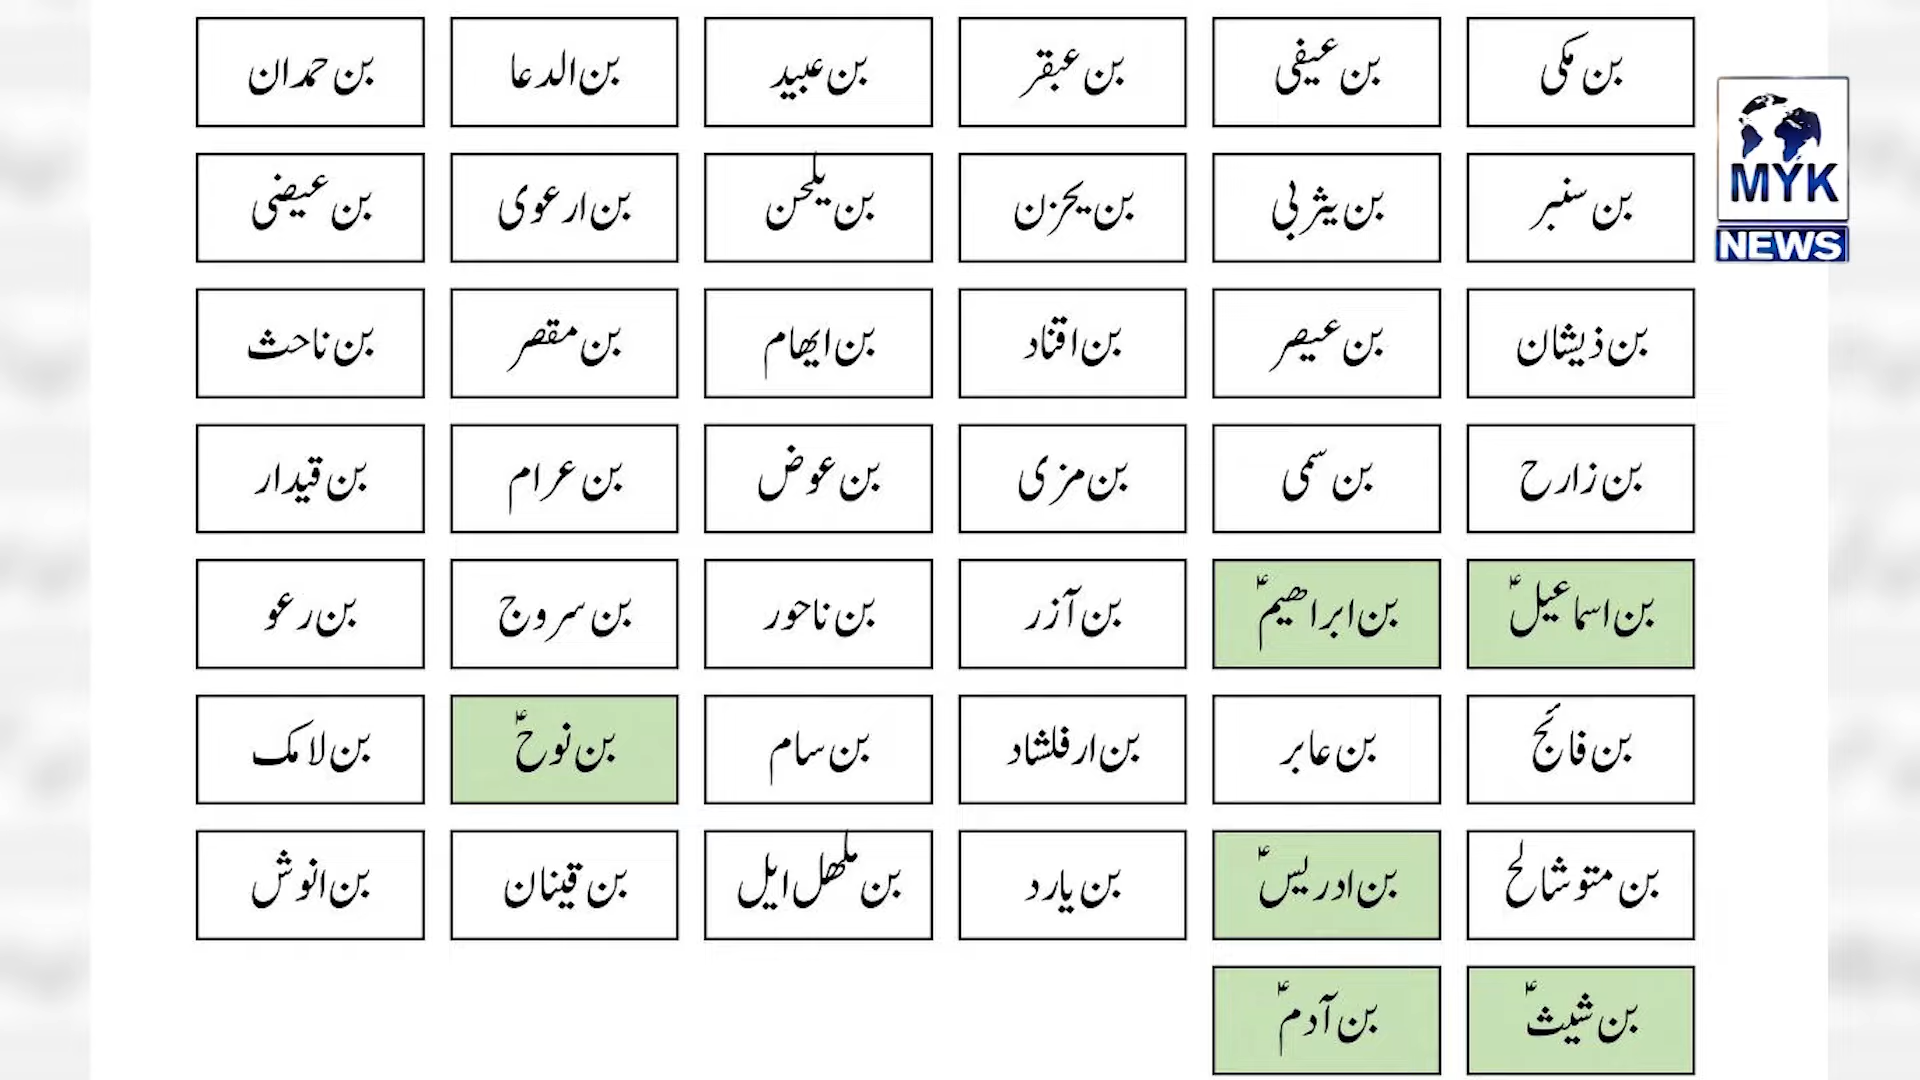 بن مکی بن عیفی بن عبقر بن عبید بن الدعا بن حمدان
بن سنبر بن یثربی بن یحزن بن یلحن بن ارعوی بن عیضی
بن ذیشان بن عیصر بن اقناد بن ایھام بن مقصر بن ناحث
بن زارح بن سمی بن مزی بن عوض بن عرام بن قیدار
بن اسماعیلؑ بن ابراھیمؑ بن آزر بن ناحور بن سروج بن رعو
بن فائج بن عابر بن ارفلشاد بن سام بن نوحؑ بن لامک
بن متوشالح بن ادریسؑ بن یارد بن ملھل ایل بن قینان بن انوش
بن شیثؑ بن آدمؑ
MYK
NEWS